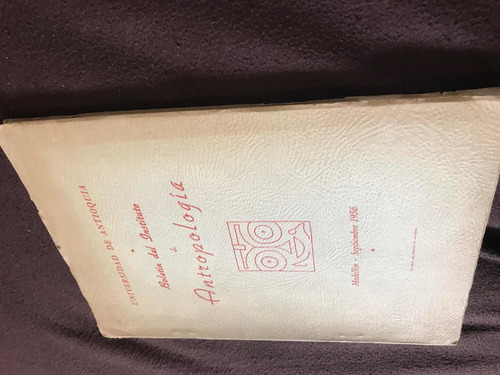 UNIVERSIDAD DE ANTIOQUIA
Boletín del Instituto
de
Antropología
Medellín - Septiembre 1956